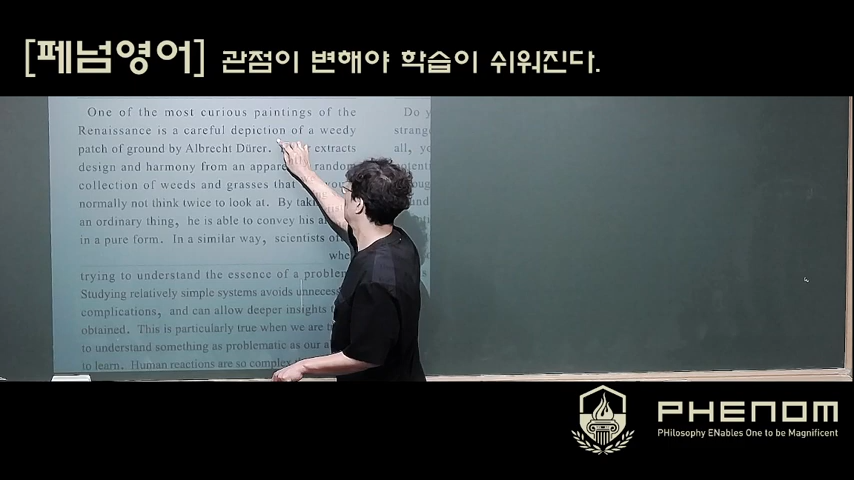 [페넘영어] 관점이 변해야 학습이 쉬워진다.
One of the most curious paintings of the
Renaissance is a careful depiction of a weedy
patch of ground by Albrecht Dürer. extracts
design and harmony from an random
collection of weeds and grasses that
normally not think twice to look at. By
an ordinary thing, he is able to convey his
in a pure form. In a similar way, scientists
trying to understand the essence of a
Studying relatively simple systems avoids
complications, and can allow deeper insights
obtained. This is particularly true when we are
to understand something as problematic as our
to learn. Human reactions are so complex
Do
all,
PHENOM
PHilosophy ENables One to be Magnificent